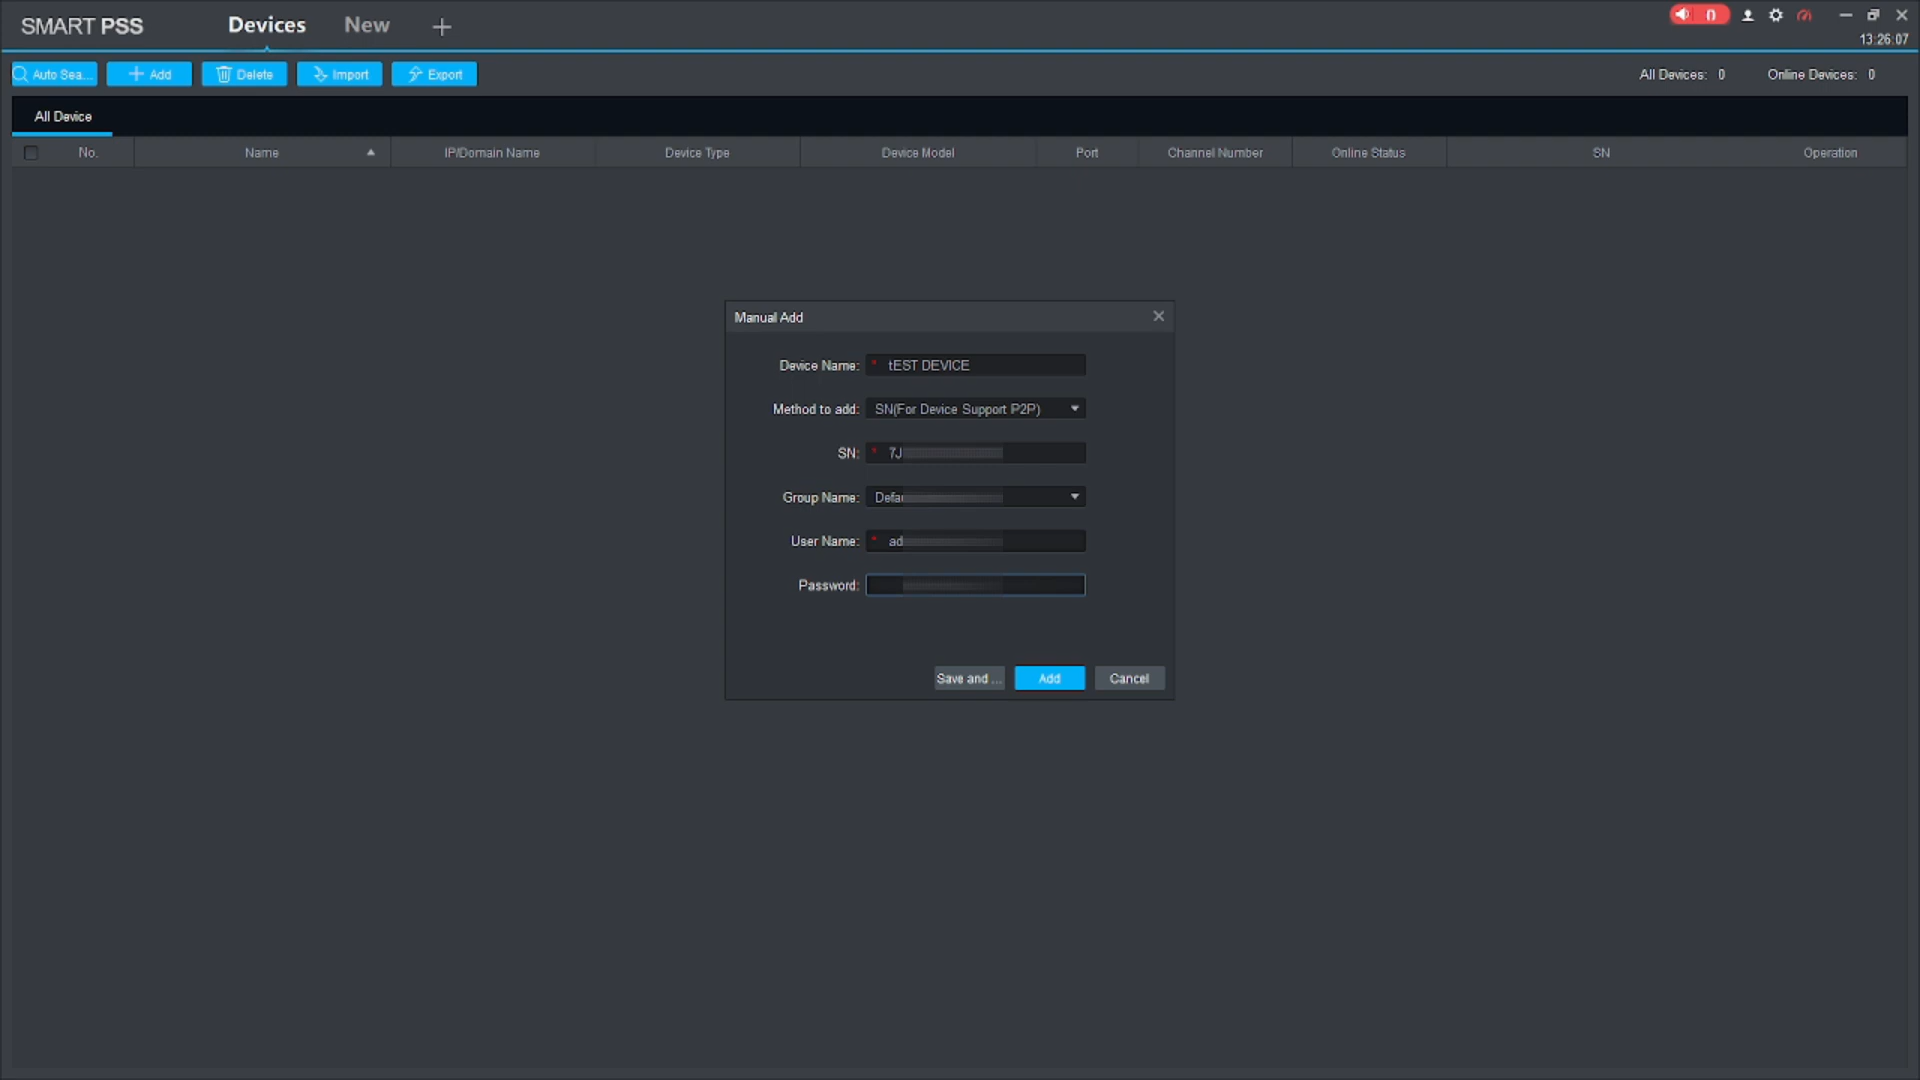 SMART PSS
Devices
New
0
13:26:07
Auto Sea...
Add
Delete
Import
Export
All Devices: 0
Online Devices: 0
All Device
No.
Name
IP/Domain Name
Device Type
Device Model
Port
Channel Number
Online Status
SN
Operation
Manual Add
Device Name: * tEST DEVICE
Method to add: SN(For Device Support P2P)
SN: * 7J
Group Name:
User Name: * ad
Password:
Save and ...
Add
Cancel